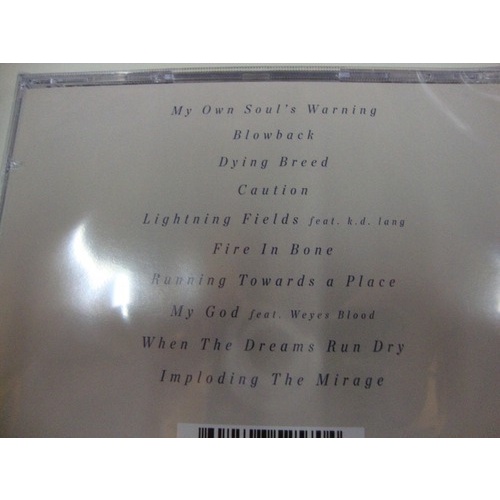 My Own Soul's Warning
Blowback
Dying Breed
Caution
Lightning Fields feat. k.d. lang
Fire In Bone
Running Towards a Place
My God feat. Weyes Blood
When The Dreams Run Dry
Imploding The Mirage